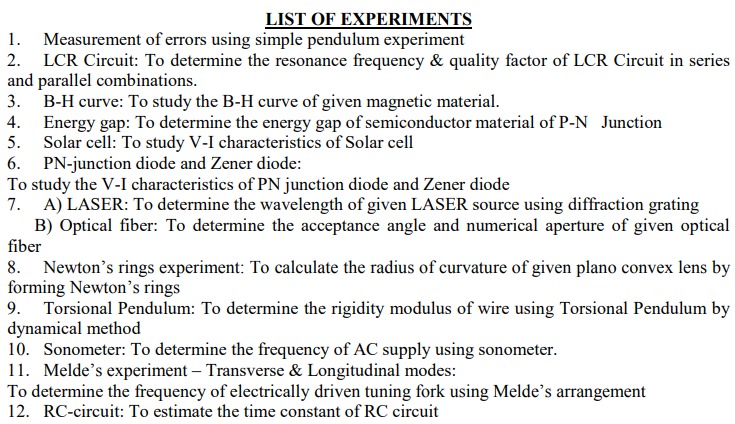 LIST OF EXPERIMENTS
1. Measurement of errors using simple pendulum experiment
2. LCR Circuit: To determine the resonance frequency & quality factor of LCR Circuit in series
and parallel combinations.
3. B-H curve: To study the B-H curve of given magnetic material.
4. Energy gap: To determine the energy gap of semiconductor material of P-N Junction
5. Solar cell: To study V-I characteristics of Solar cell
6. PN-junction diode and Zener diode:
To study the V-I characteristics of PN junction diode and Zener diode
7. A) LASER: To determine the wavelength of given LASER source using diffraction grating
B) Optical fiber: To determine the acceptance angle and numerical aperture of given optical
fiber
8. Newton’s rings experiment: To calculate the radius of curvature of given plano convex lens by
forming Newton’s rings
9. Torsional Pendulum: To determine the rigidity modulus of wire using Torsional Pendulum by
dynamical method
10. Sonometer: To determine the frequency of AC supply using sonometer.
11. Melde’s experiment – Transverse & Longitudinal modes:
To determine the frequency of electrically driven tuning fork using Melde’s arrangement
12. RC-circuit: To estimate the time constant of RC circuit